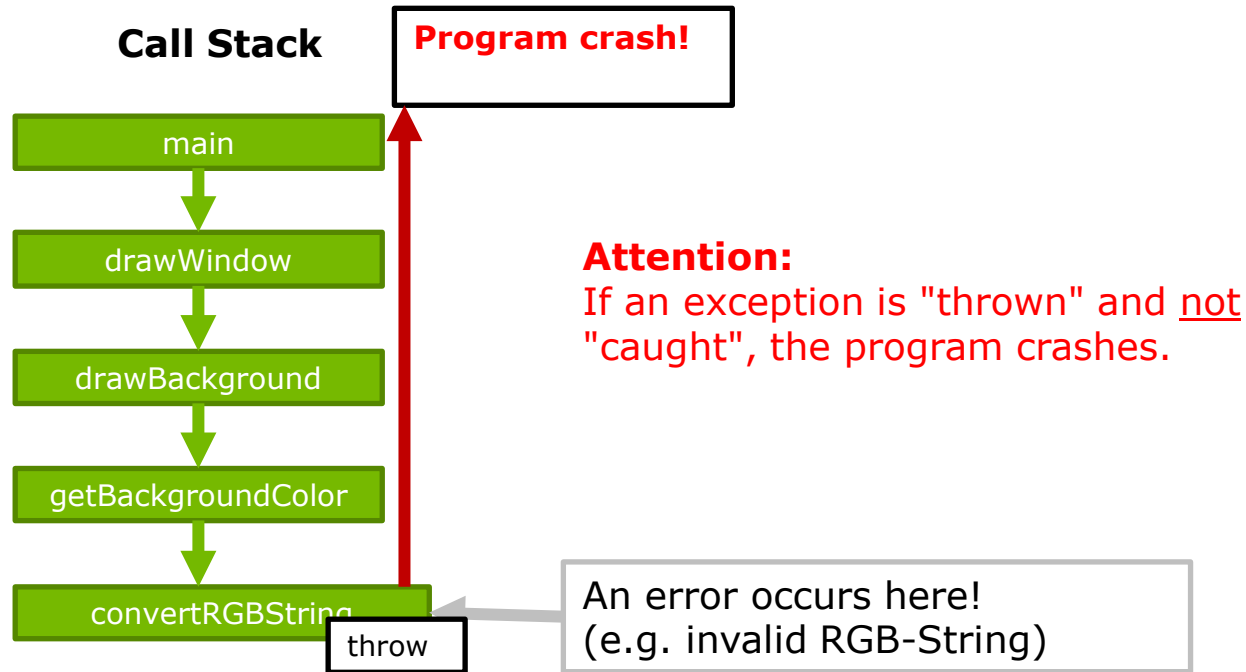 Call Stack
Program crash!
main
drawWindow
Attention:
If an exception is "thrown" and not
"caught", the program crashes.
drawBackground
getBackgroundColor
convertRGBString
throw
An error occurs here!
(e.g. invalid RGB-String)